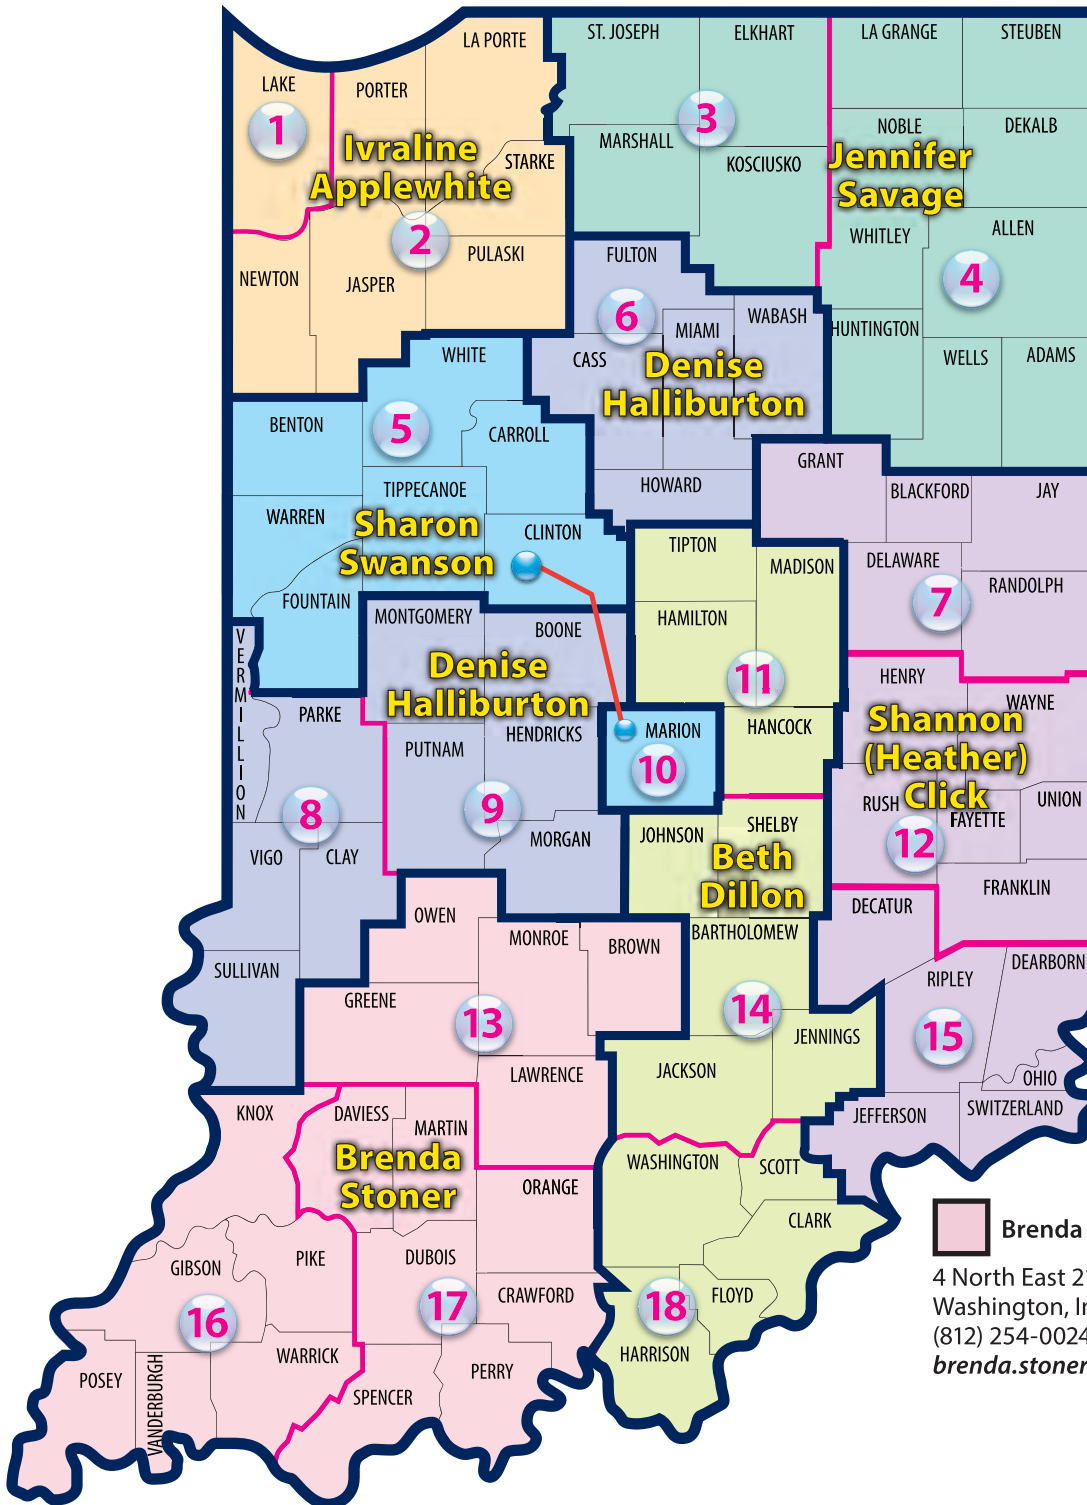 LA PORTE
ST. JOSEPH
ELKHART
LA GRANGE
STEUBEN
LAKE
PORTER
1
3
NOBLE
DEKALB
MARSHALL
Ivraline
Applewhite
STARKE
KOSCIUSKO
Jennifer
Savage
2
WHITLEY
ALLEN
PULASKI
FULTON
NEWTON
JASPER
4
6
MIAMI
WABASH
HUNTINGTON
WHITE
CASS
WELLS
ADAMS
Denise
Halliburton
BENTON
5
CARROLL
GRANT
TIPPECANOE
HOWARD
BLACKFORD
JAY
WARREN
Sharon
Swanson
CLINTON
TIPTON
MADISON
DELAWARE
RANDOLPH
7
FOUNTAIN
MONTGOMERY
BOONE
HAMILTON
VERMILLION
Denise
Halliburton
11
HENRY
WAYNE
PARKE
HENDRICKS
MARION
HANCOCK
Shannon
(Heather)
Click
PUTNAM
10
RUSH
FAYETTE
UNION
8
9
MORGAN
JOHNSON
SHELBY
12
VIGO
CLAY
Beth
Dillon
FRANKLIN
OWEN
DECATUR
MONROE
BROWN
BARTHOLOMEW
SULLIVAN
RIPLEY
DEARBORN
GREENE
13
14
15
JENNINGS
LAWRENCE
JACKSON
OHIO
KNOX
DAVIESS
MARTIN
JEFFERSON
SWITZERLAND
Brenda
Stoner
WASHINGTON
SCOTT
ORANGE
CLARK
PIKE
DUBOIS
GIBSON
CRAWFORD
FLOYD
16
17
18
HARRISON
WARRICK
POSEY
VANDERBURGH
PERRY
SPENCER
Brenda
4 North East 2
Washington, I
(812) 254-0024
brenda.stoner